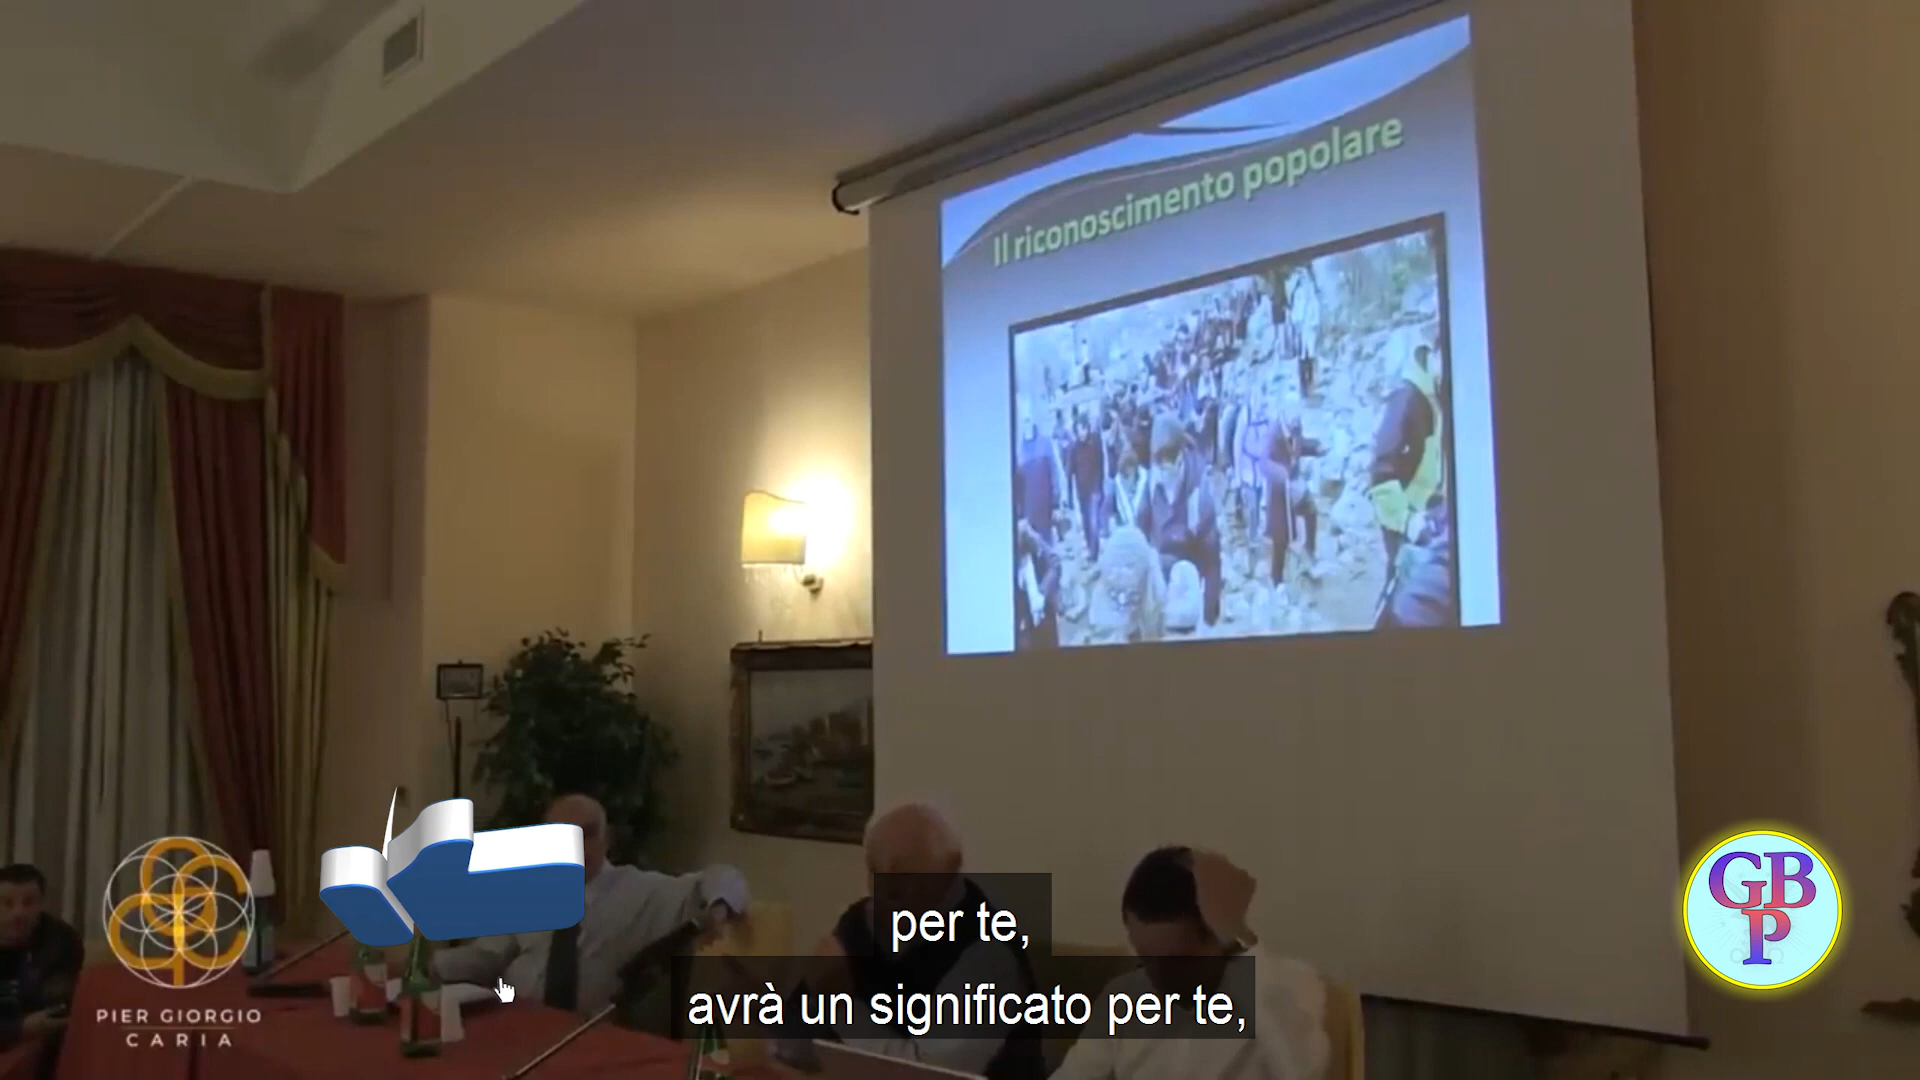 Il riconoscimento popolare
PIER GIORGIO
CARIA
GB
P
per te,
avrà un significato per te,